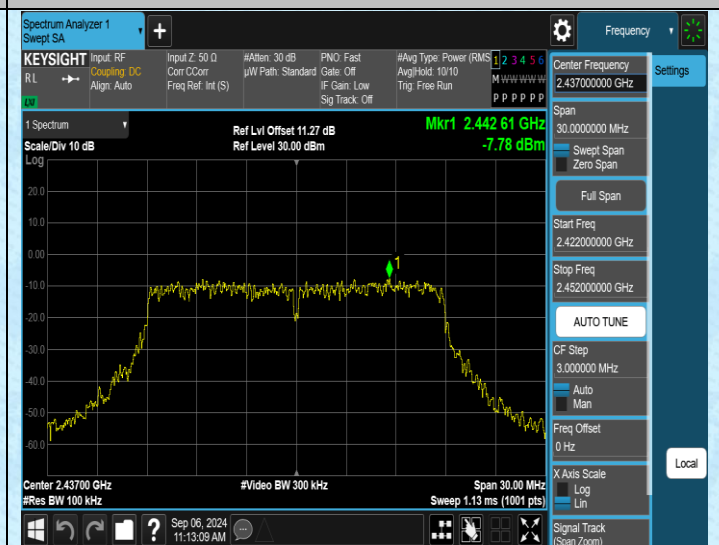 Spectrum Analyzer 1
Swept SA
Frequency
KEYSIGHT
R L
LXI
Input: RF
Coupling: DC
Align: Auto
Input Z: 50 Ω
Corr CCorr
Freq Ref: Int (S)
#Atten: 30 dB
µW Path: Standard
PNO: Fast
Gate: Off
IF Gain: Low
Sig Track: Off
#Avg Type: Power (RMS
Avg|Hold: 10/10
Trig: Free Run
1 2 3 4 5 6
M W W W W W
P P P P P P
1 Spectrum
Scale/Div 10 dB
Log
Ref Lvl Offset 11.27 dB
Ref Level 30.00 dBm
Mkr1 2.442 61 GHz
-7.78 dBm
20.0
10.0
0.00
-10.0
-20.0
-30.0
-40.0
-50.0
-60.0
1
Center 2.43700 GHz
#Res BW 100 kHz
#Video BW 300 kHz
Span 30.00 MHz
Sweep 1.13 ms (1001 pts)
Sep 06, 2024
11:13:09 AM
?
Center Frequency
2.437000000 GHz
Settings
Span
30.0000000 MHz
Swept Span
Zero Span
Full Span
Start Freq
2.422000000 GHz
Stop Freq
2.452000000 GHz
AUTO TUNE
CF Step
3.000000 MHz
Auto
Man
Freq Offset
0 Hz
X Axis Scale
Log
Lin
Local
Signal Track
(Span Zoom)